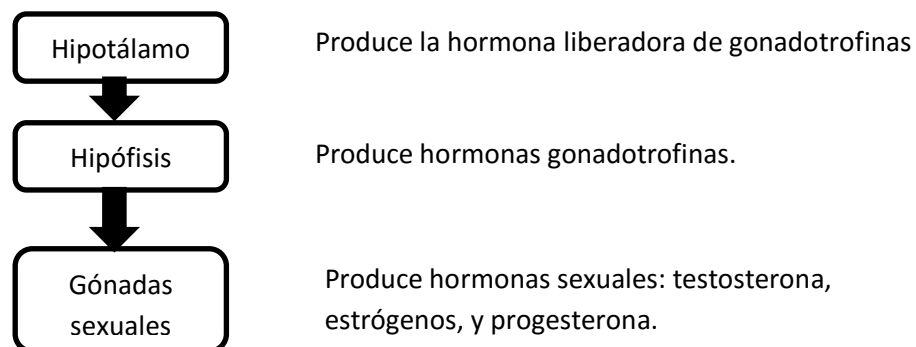 Hipotálamo
Produce la hormona liberadora de gonadotrofinas
Hipófisis
Produce hormonas gonadotrofinas.
Gónadas
sexuales
Produce hormonas sexuales: testosterona,
estrógenos, y progesterona.